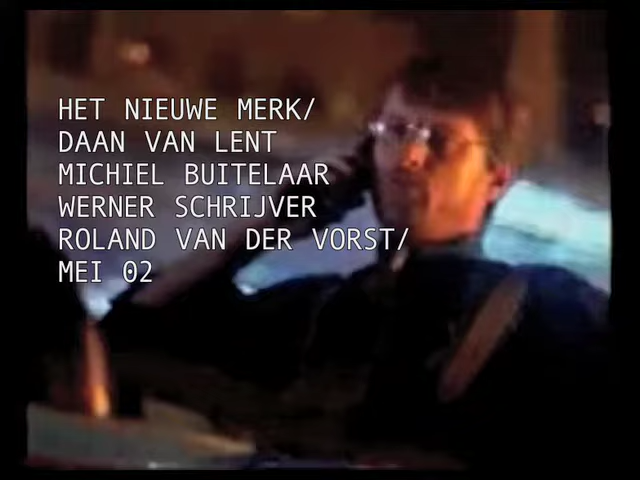 HET NIEUWE MERK/
DAAN VAN LENT
MICHIEL BUITELAAR
WERNER SCHRIJVER
ROLAND VAN DER VORST/
MEI 02